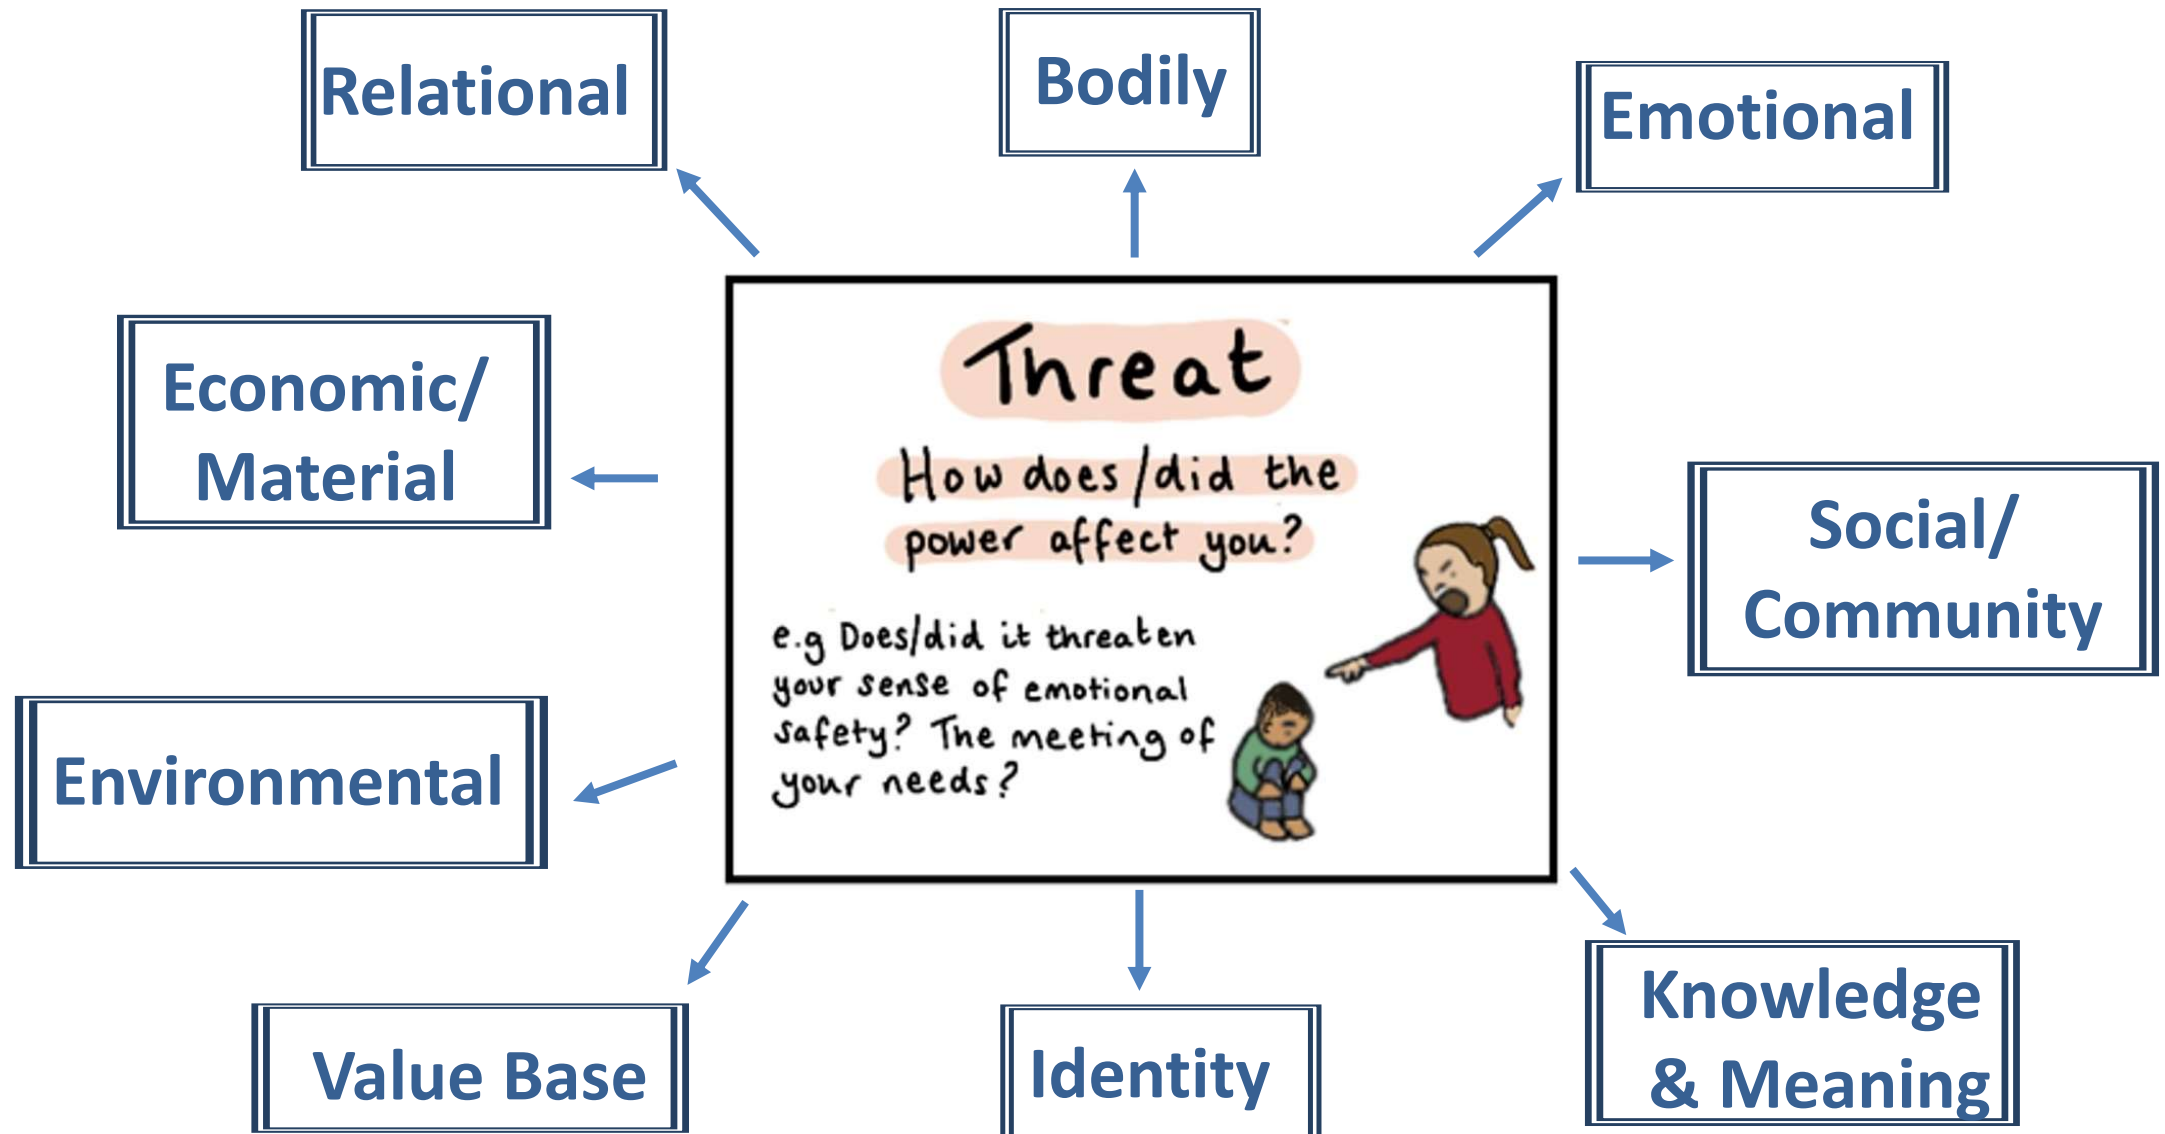 Relational
Bodily
Emotional
Economic/
Material
Threat
How does/did the
power affect you?
e.g Does/did it threaten
your sense of emotional
safety? The meeting of
your needs?
Social/
Community
Environmental
Value Base
Identity
Knowledge
& Meaning